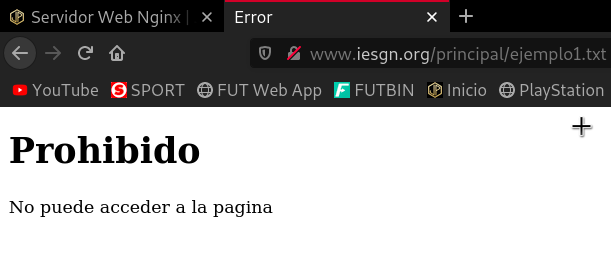 Servidor Web Nginx |
Error
www.iesgn.org/principal/ejemplo1.txt
YouTube SPORT FUT Web App FUTBIN Inicio PlayStation
Prohibido
No puede acceder a la pagina